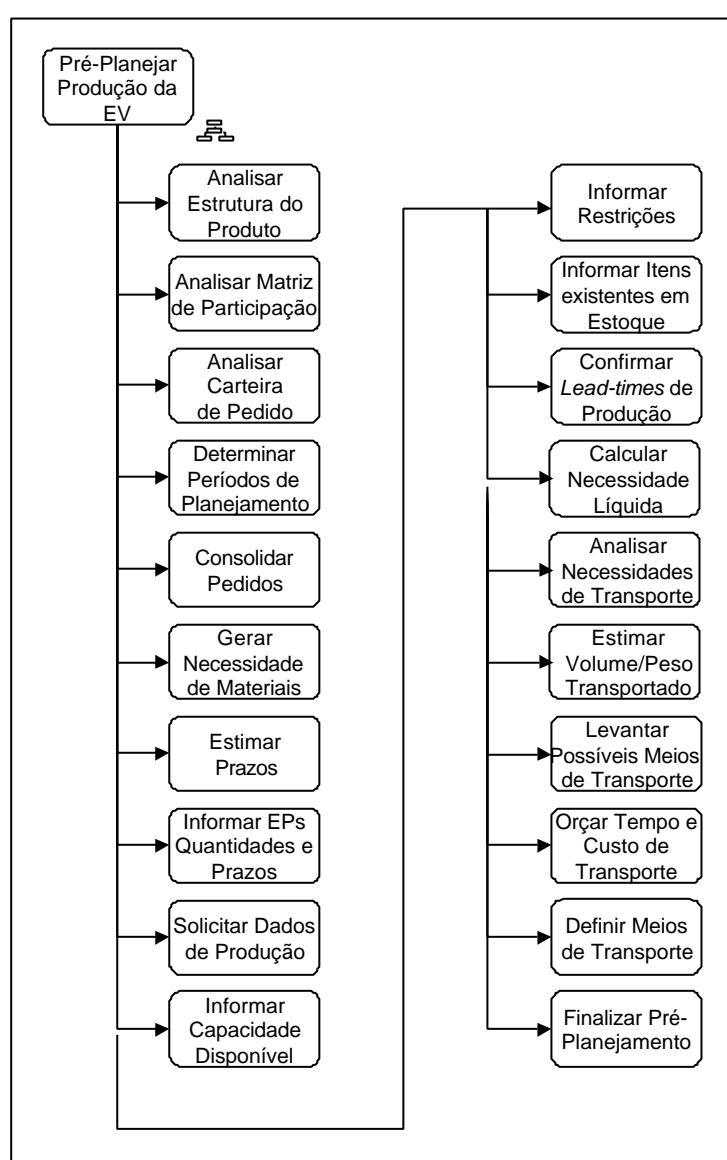 Pré-Planejar
Produção da
EV
Analisar
Estrutura do
Produto
Analisar Matriz
de Participação
Analisar
Carteira
de Pedido
Determinar
Períodos de
Planejamento
Consolidar
Pedidos
Gerar
Necessidade
de Materiais
Estimar
Prazos
Informar EPs
Quantidades e
Prazos
Solicitar Dados
de Produção
Informar
Capacidade
Disponível
Informar
Restrições
Informar Itens
existentes em
Estoque
Confirmar
Lead-times de
Produção
Calcular
Necessidade
Líquida
Analisar
Necessidades
de Transporte
Estimar
Volume/Peso
Transportado
Levantar
Possíveis Meios
de Transporte
Orçar Tempo e
Custo de
Transporte
Definir Meios
de Transporte
Finalizar Pré-
Planejamento